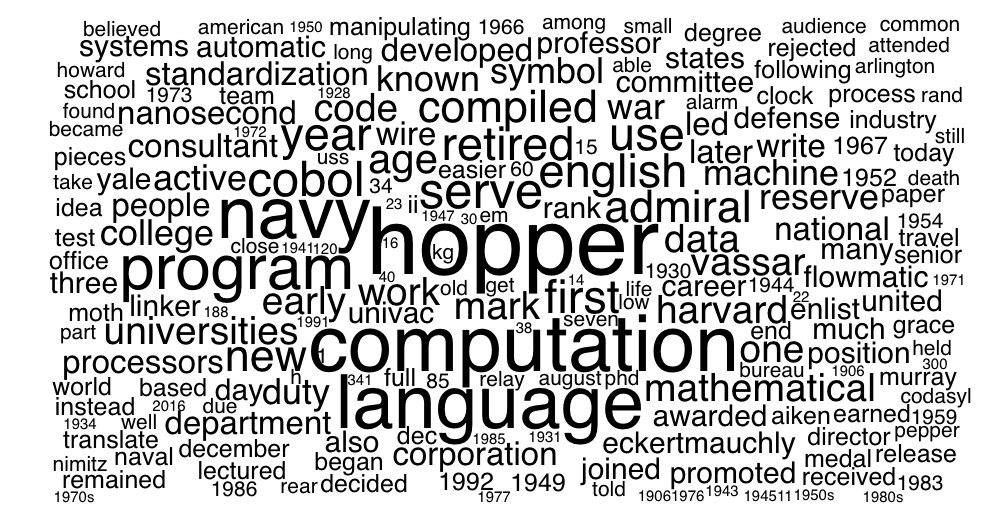 believed american 1950 manipulating 1966 among small degree audience common
systems automatic long developed professor able states rejected attended
howard standardization known symbol committee following arlington
school 1973 team 1928 code compiled war alarm clock process rand
found nanosecond year wire retired 15 use led defense industry
became consultant 1972 uss age easier 60 english later write 1967 today still
pieces yale active cobol 34 serve machine 1952 death
take people navy 23 ii 1947 30 em rank admiral reserve paper
idea college close 1941 120 16 hopper kg data national 1954 travel
test program 1930 vassar many senior
office early 40 work old get 14 first life career 1944 flowmatic 1971
three linker 188 univac mark low harvard 22 enlist united
moth universities 1991 38 seven end much grace
part new 1 computation one position held
processors bureau 1906 300
world based day duty h 341 full 85 relay august phd mathematical murray
instead 2016 due language awarded aiken earned 1959 codasyl
1934 well department dec 1985 1931 eckertmauchly director pepper
translate december also corporation medal release
nimitz naval lectured began joined promoted received 1983
remained 1986 rear decided 1992 1949 told 1906 1976 1943 1945 11 1950s 1980s
1970s 1977